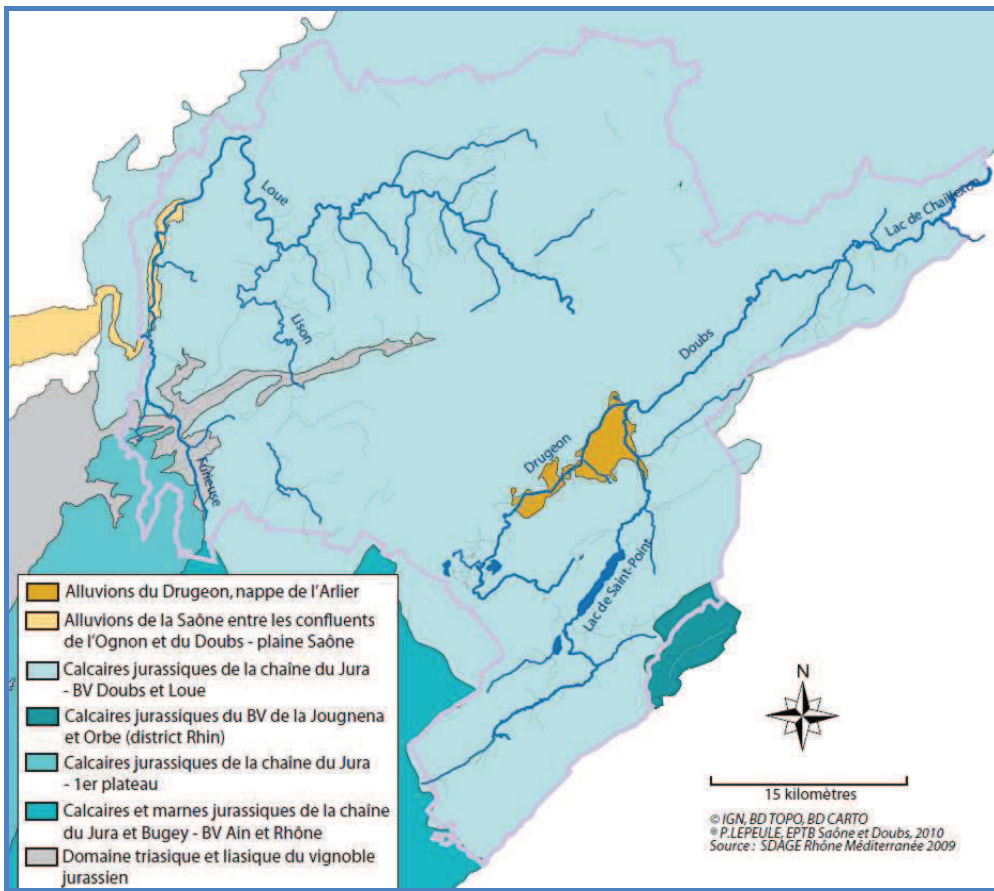 Loue
Lac de Chaillexon
Lison
Doubs
Drugeon
Furieuse
Lac de Saint-Point
Alluvions du Drugeon, nappe de l'Arlier
Alluvions de la Saône entre les confluents
de l'Ognon et du Doubs - plaine Saône
Calcaires jurassiques de la chaîne du Jura
- BV Doubs et Loue
Calcaires jurassiques du BV de la Jougnena
et Orbe (district Rhin)
Calcaires jurassiques de la chaîne du Jura
- 1er plateau
Calcaires et marnes jurassiques de la chaîne
du Jura et Bugey - BV Ain et Rhône
Domaine triasique et liasique du vignoble
jurassien
N
15 kilomètres
© IGN, BD TOPO, BD CARTO
® P.LEPEULE, EPTB Saône et Doubs, 2010
Source : SDAGE Rhône Méditerranée 2009